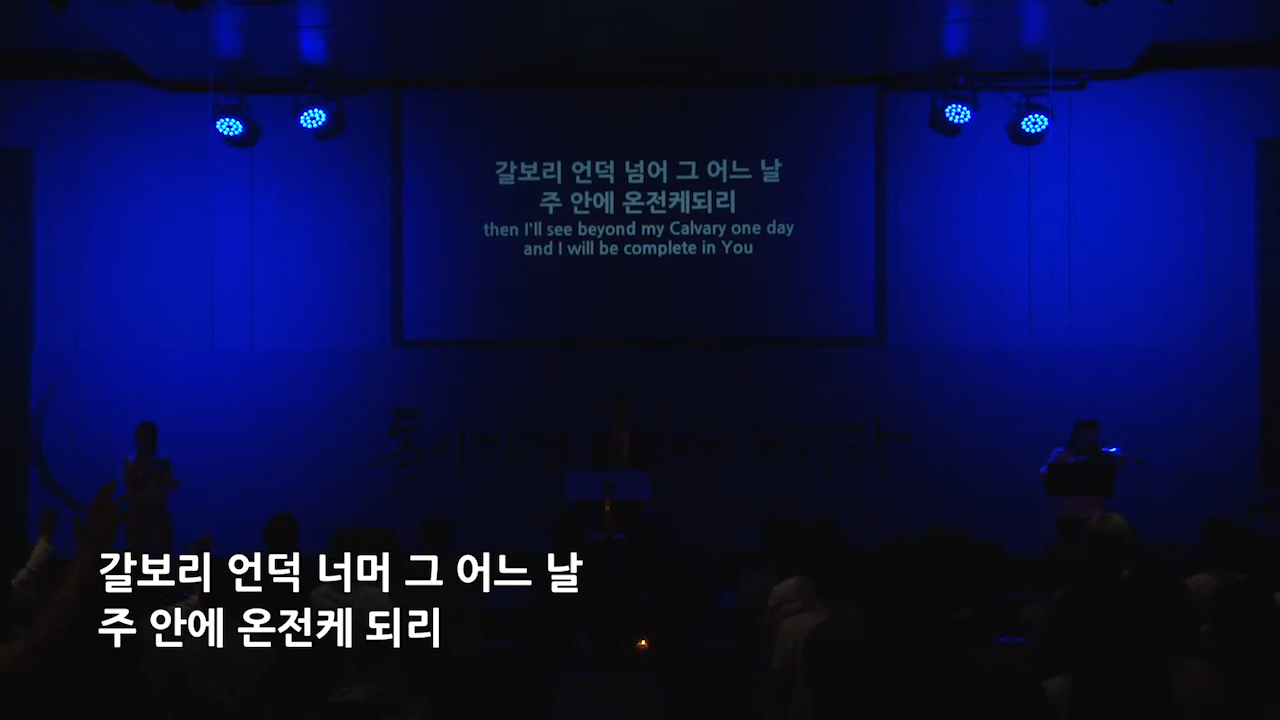 갈보리 언덕 넘어 그 어느 날
주 안에 온전케되리
then I'll see beyond my Calvary one day
and I will be complete in You
갈보리 언덕 너머 그 어느 날
주 안에 온전케 되리